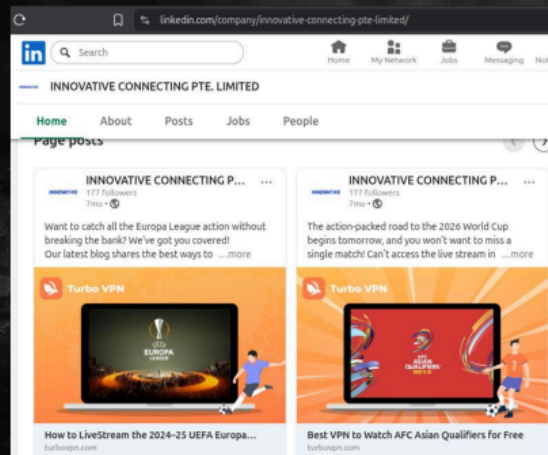 linkedin.com/company/innovative-connecting-pte-limited/
in
Search
Home
My Network
Jobs
Messaging
INNOVATIVE CONNECTING PTE. LIMITED
Home
About
Posts
Jobs
People
Page posts
INNOVATIVE CONNECTING P... ...
177 followers
7mo •
Want to catch all the Europa League action without
breaking the bank? We've got you covered!
Our latest blog shares the best ways to ...more
Turbo VPN
EUROPA
LEAGUE
How to LiveStream the 2024–25 UEFA Europa...
turbovpn.com
INNOVATIVE CONNECTING P... ...
177 followers
7mo •
The action-packed road to the 2026 World Cup
begins tomorrow, and you won't want to miss a
single match! Can't access the live stream in ...more
Turbo VPN
AFC
ASIAN
QUALIFIERS
Best VPN to Watch AFC Asian Qualifiers for Free
turbovpn.com